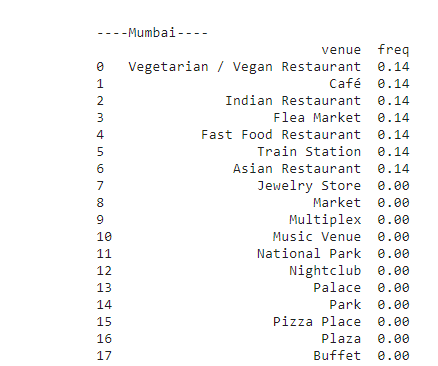 ----Mumbai----
venue freq
0 Vegetarian / Vegan Restaurant 0.14
1 Café 0.14
2 Indian Restaurant 0.14
3 Flea Market 0.14
4 Fast Food Restaurant 0.14
5 Train Station 0.14
6 Asian Restaurant 0.14
7 Jewelry Store 0.00
8 Market 0.00
9 Multiplex 0.00
10 Music Venue 0.00
11 National Park 0.00
12 Nightclub 0.00
13 Palace 0.00
14 Park 0.00
15 Pizza Place 0.00
16 Plaza 0.00
17 Buffet 0.00